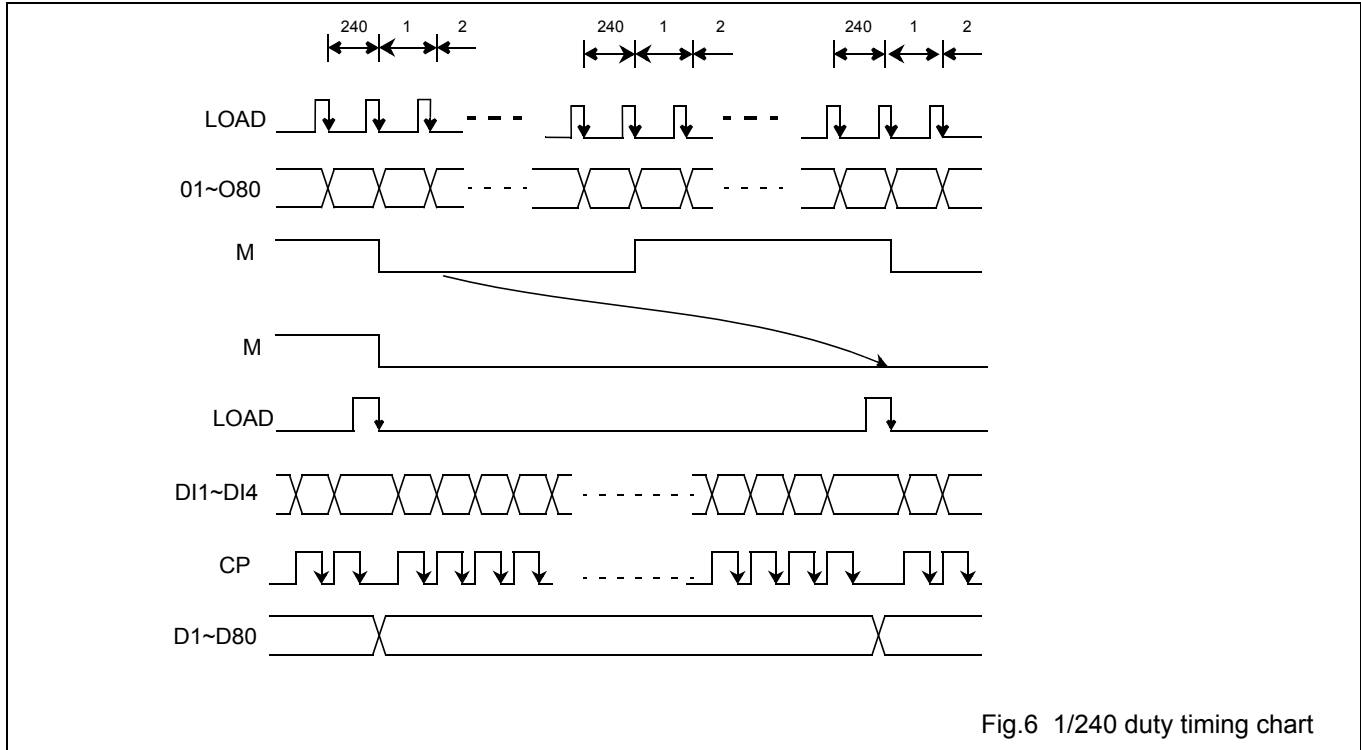 240 1 2 240 1 2 240 1 2
LOAD
01~O80
M
M
LOAD
DI1~DI4
CP
D1~D80
Fig.6 1/240 duty timing chart